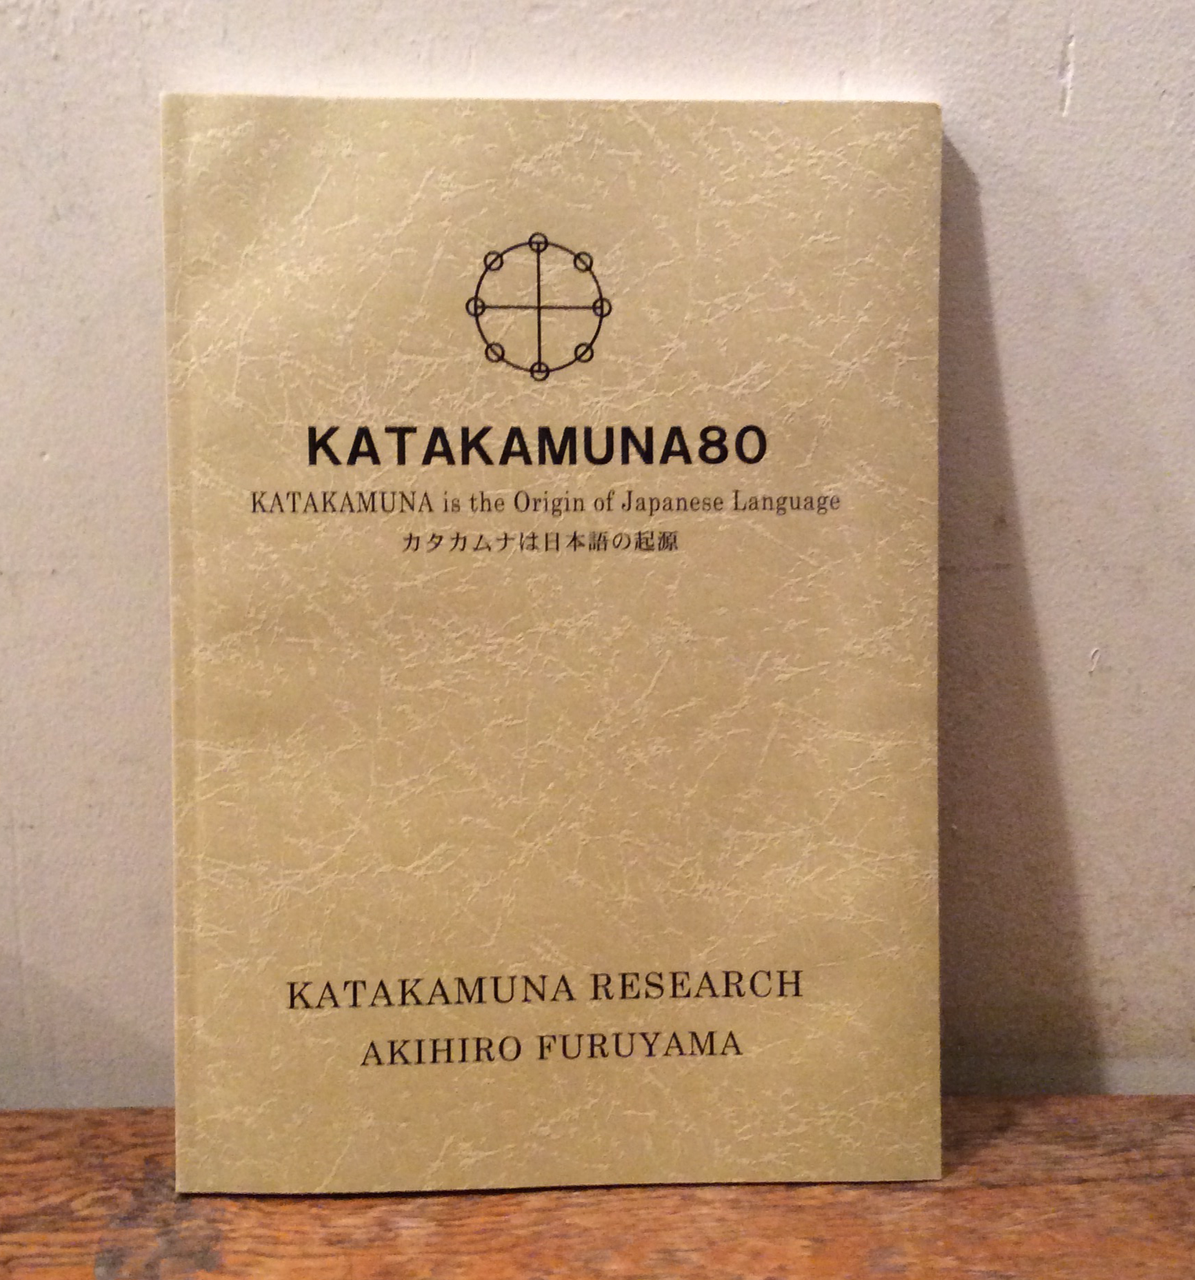 KATAKAMUNA80
KATAKAMUNA is the Origin of Japanese Language
カタカムナは日本語の起源
KATAKAMUNA RESEARCH
AKIHIRO FURUYAMA